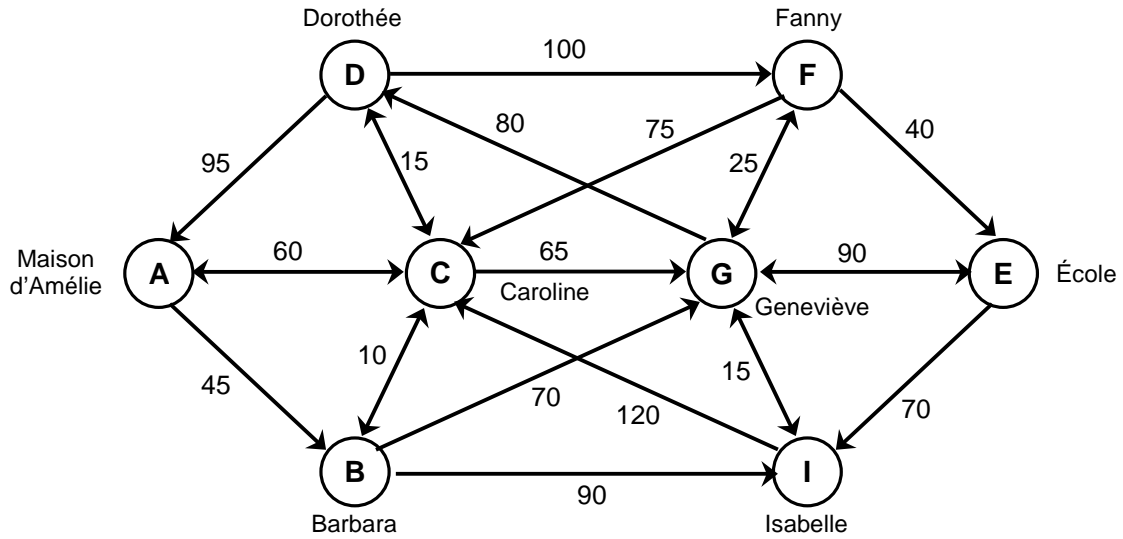 Dorothée
Fanny
D
100
F
95
80
15
75
25
40
Maison
d'Amélie
A
60
C
65
G
90
E
École
Caroline
Geneviève
45
10
70
120
15
70
B
90
I
Barbara
Isabelle